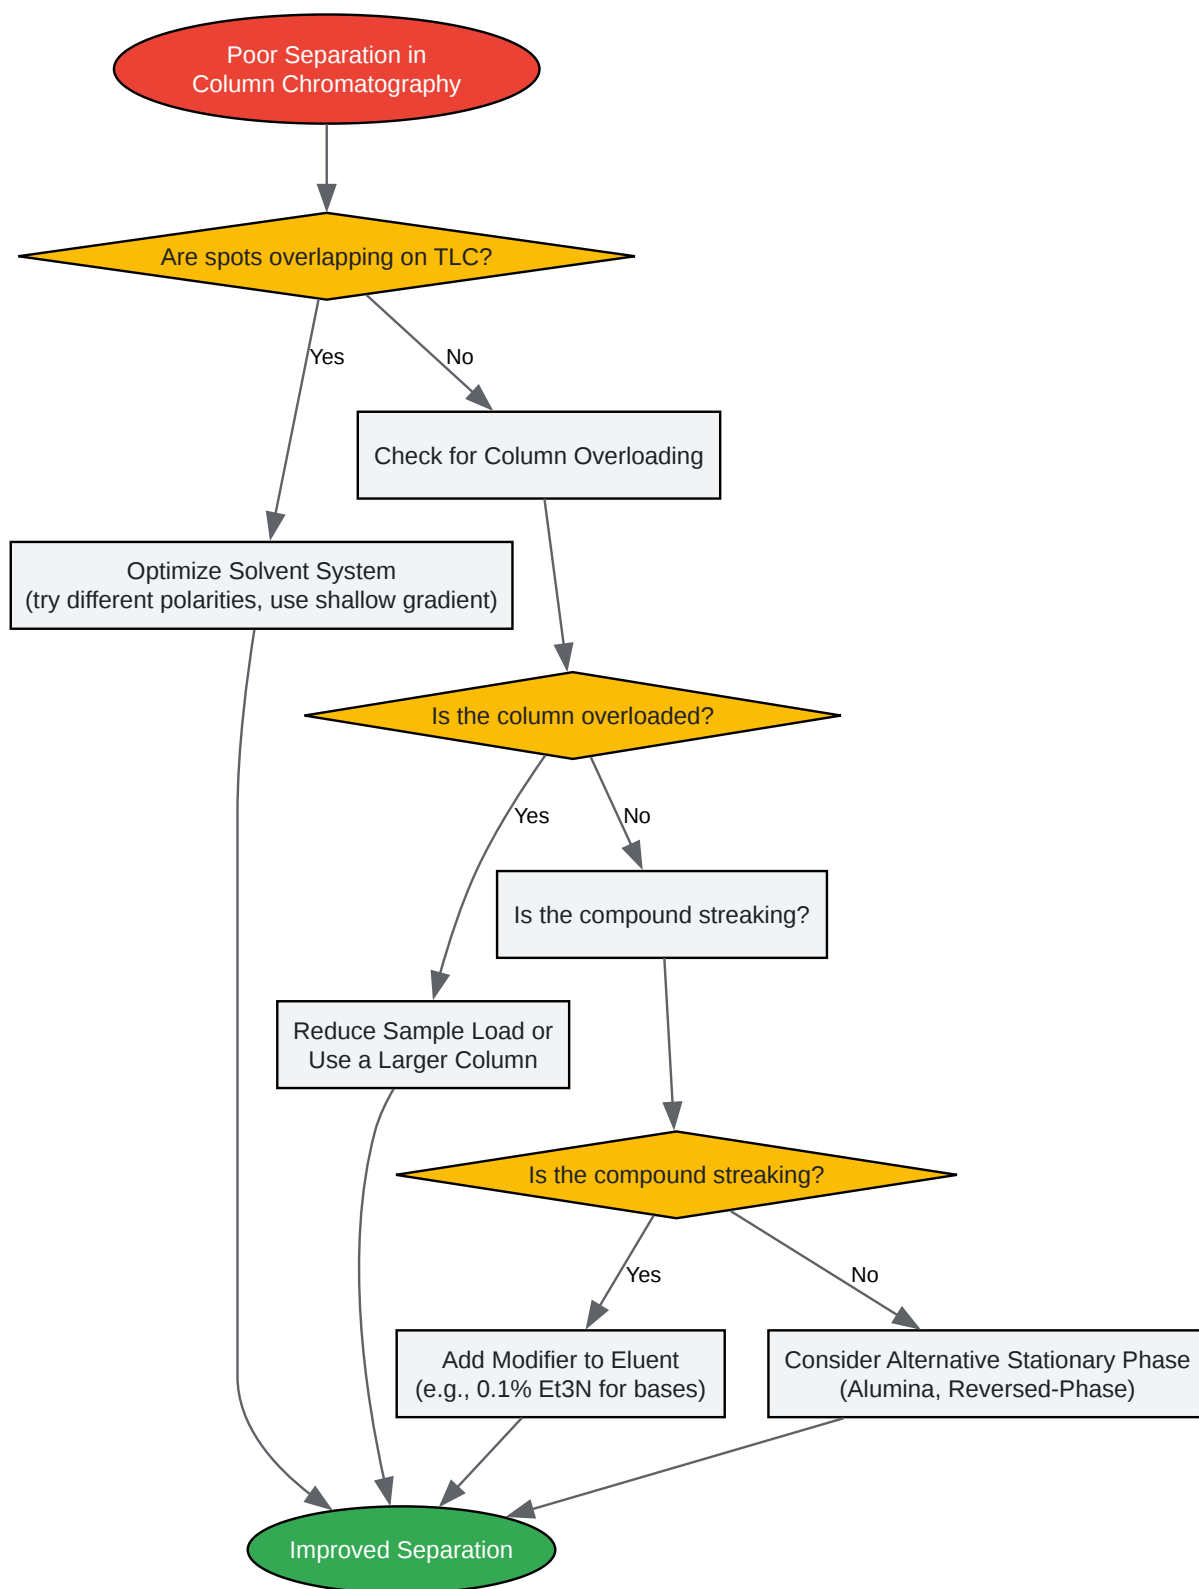 Poor Separation in
Column Chromatography
Are spots overlapping on TLC?
Yes
No
Check for Column Overloading
Optimize Solvent System
(try different polarities, use shallow gradient)
Is the column overloaded?
Yes
No
Is the compound streaking?
Reduce Sample Load or
Use a Larger Column
Is the compound streaking?
Yes
No
Add Modifier to Eluent
(e.g., 0.1% Et3N for bases)
Consider Alternative Stationary Phase
(Alumina, Reversed-Phase)
Improved Separation